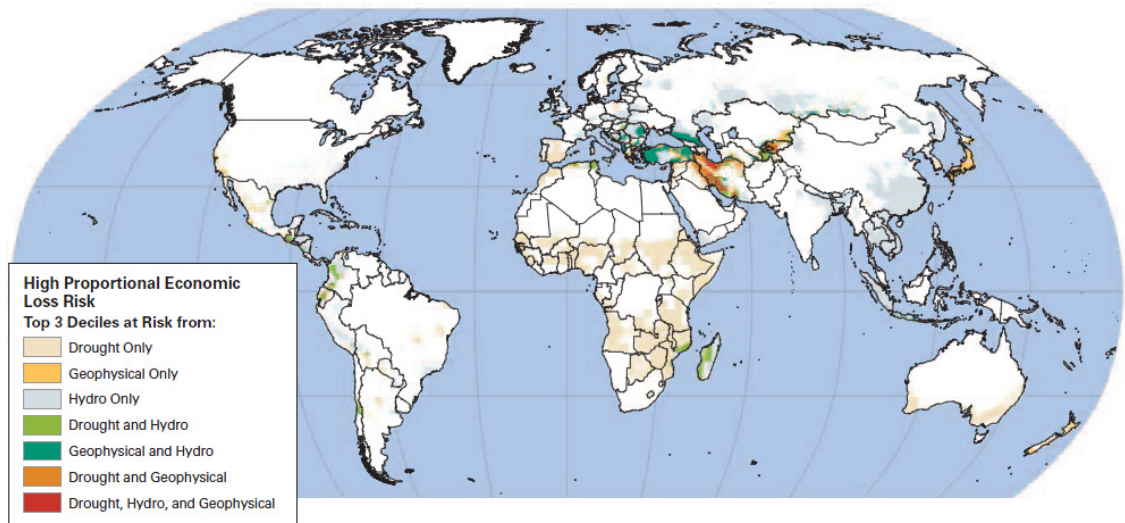 High Proportional Economic
Loss Risk
Top 3 Deciles at Risk from:
Drought Only
Geophysical Only
Hydro Only
Drought and Hydro
Geophysical and Hydro
Drought and Geophysical
Drought, Hydro, and Geophysical